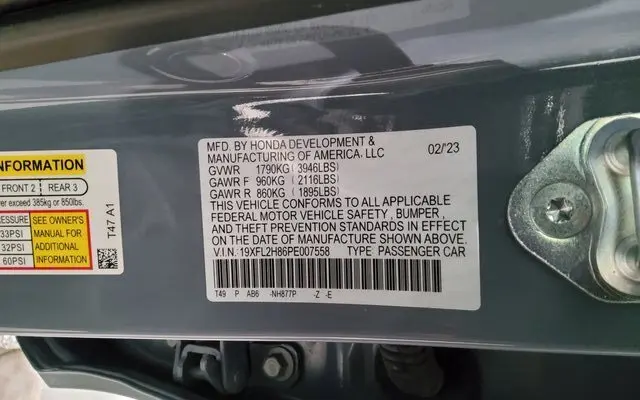 NFORMATION
FRONT 2 REAR 3
er exceed 385kg or 850lbs.
SEE OWNER'S
MANUAL FOR
ADDITIONAL
INFORMATION
33PSI
32PSI
60PSI
T47 A1
MFD. BY HONDA DEVELOPMENT &
MANUFACTURING OF AMERICA, LLC 02/'23
GVWR 1790KG (3946LBS)
GAWR F 960KG (2116LBS)
GAWR R 860KG (1895LBS)
THIS VEHICLE CONFORMS TO ALL APPLICABLE
FEDERAL MOTOR VEHICLE SAFETY, BUMPER,
AND THEFT PREVENTION STANDARDS IN EFFECT
ON THE DATE OF MANUFACTURE SHOWN ABOVE.
V.I.N. 19XFL2H86PE007558 TYPE PASSENGER CAR
T49 P AB6 -NH877P -Z -E